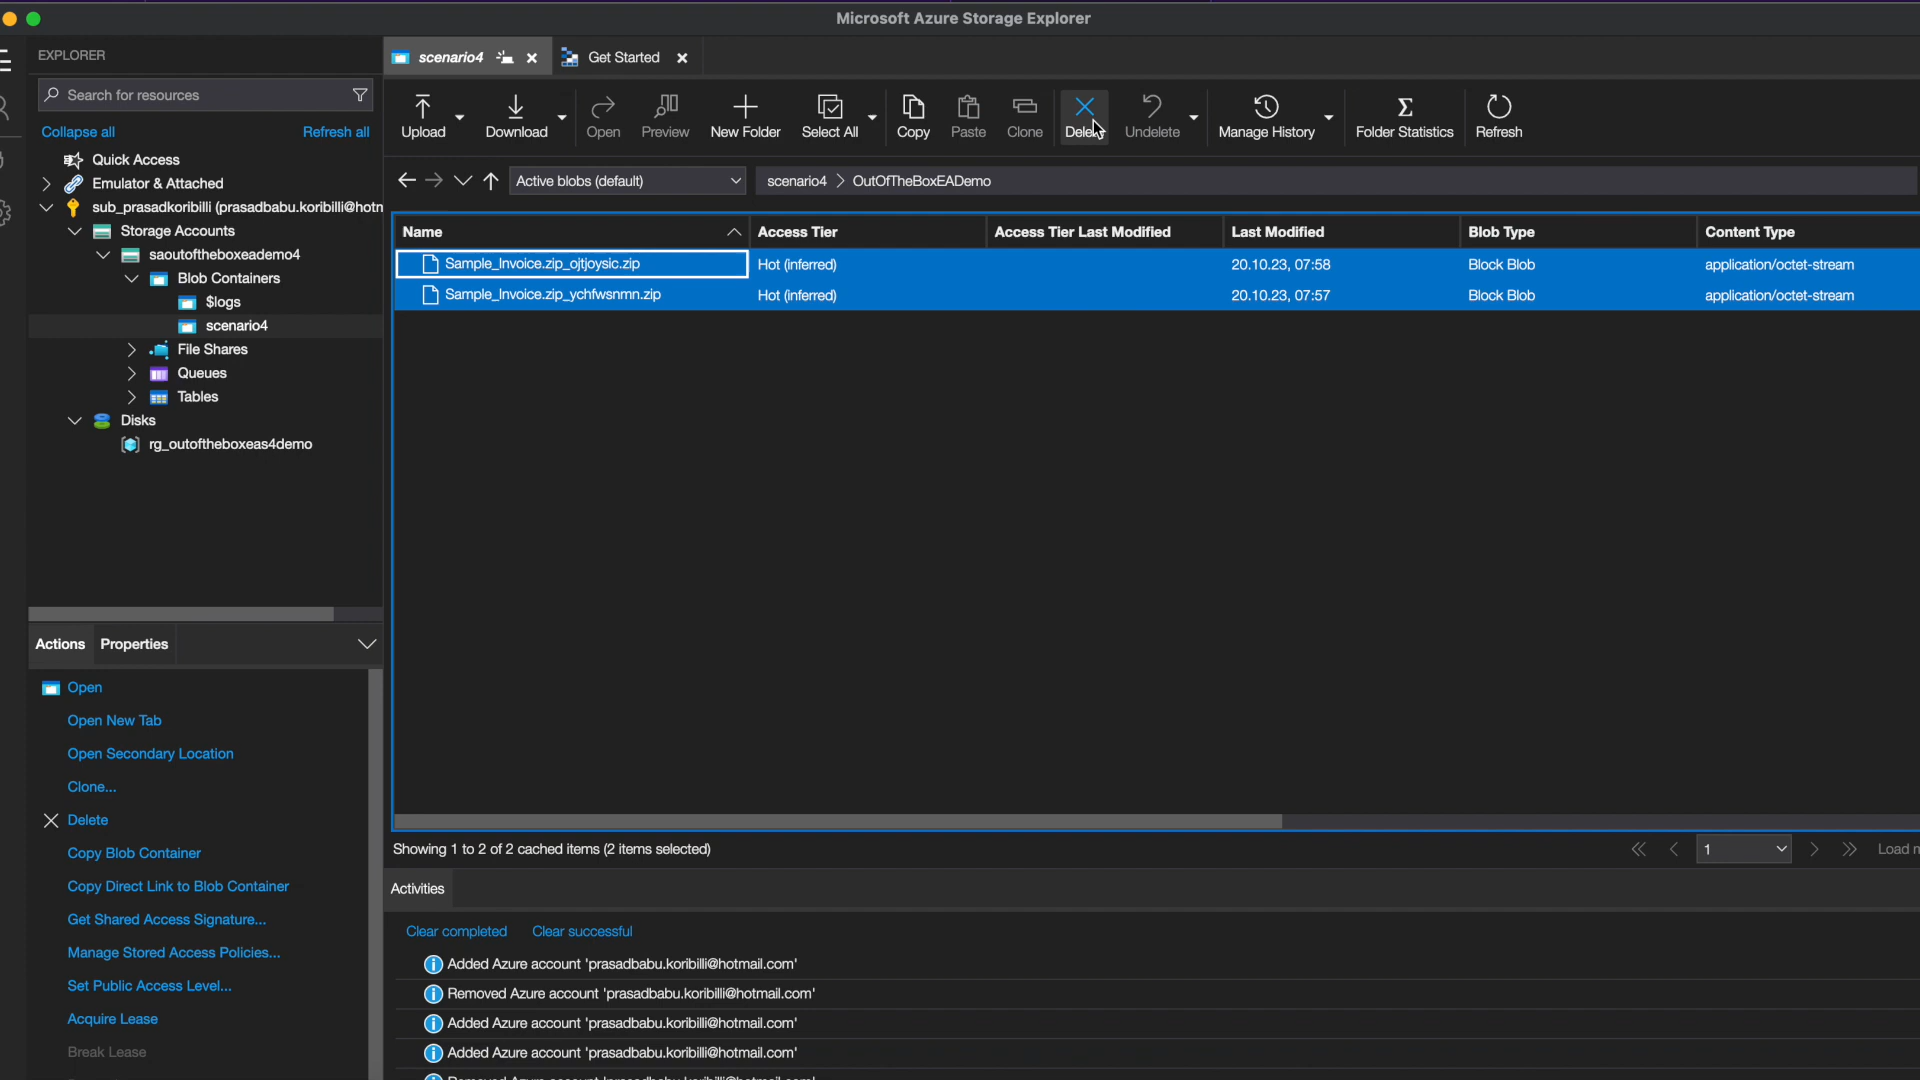 Microsoft Azure Storage Explorer
EXPLORER
Search for resources
Collapse all
Refresh all
Quick Access
Emulator & Attached
sub_prasadkoribilli (prasadbabu.koribilli@hotn
Storage Accounts
saoutoftheboxeademo4
Blob Containers
$logs
scenario4
File Shares
Queues
Tables
Disks
rg_outoftheboxeas4demo
Actions
Properties
Open
Open New Tab
Open Secondary Location
Clone...
Delete
Copy Blob Container
Copy Direct Link to Blob Container
Get Shared Access Signature...
Manage Stored Access Policies...
Set Public Access Level...
Acquire Lease
Break Lease
scenario4
Get Started
Upload
Download
Open
Preview
New Folder
Select All
Copy
Paste
Clone
Delete
Undelete
Manage History
Folder Statistics
Refresh
Active blobs (default)
scenario4 > OutOfTheBoxEADemo
Name Access Tier Access Tier Last Modified Last Modified Blob Type Content Type
Sample_Invoice.zip_ojtjoysic.zip Hot (inferred) 20.10.23, 07:58 Block Blob application/octet-stream
Sample_Invoice.zip_ychfwsnmn.zip Hot (inferred) 20.10.23, 07:57 Block Blob application/octet-stream
Showing 1 to 2 of 2 cached items (2 items selected)
1
Load
Activities
Clear completed
Clear successful
Added Azure account 'prasadbabu.koribilli@hotmail.com'
Removed Azure account 'prasadbabu.koribilli@hotmail.com'
Added Azure account 'prasadbabu.koribilli@hotmail.com'
Added Azure account 'prasadbabu.koribilli@hotmail.com'